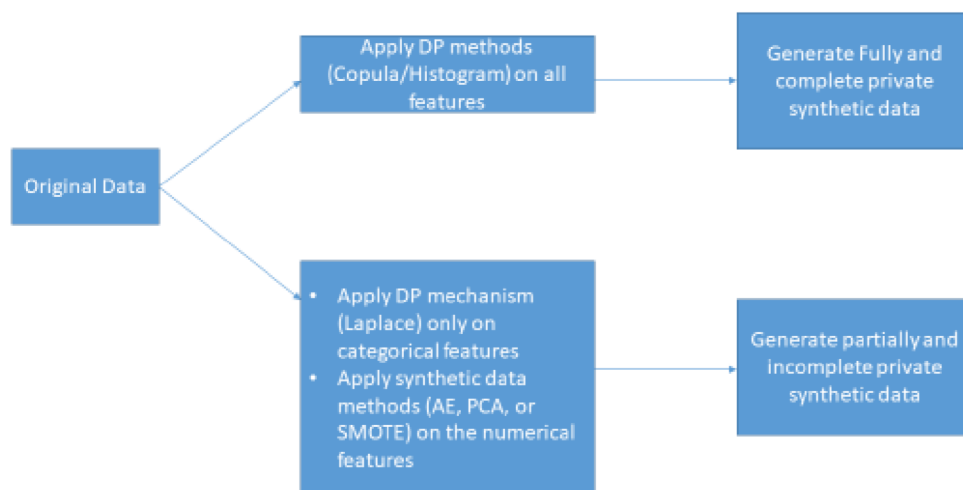 Apply DP methods
(Copula/Histogram) on all
features
Generate Fully and
complete private
synthetic data
Original Data
• Apply DP mechanism
(Laplace) only on
categorical features
• Apply synthetic data
methods (AE, PCA, or
SMOTE) on the numerical
features
Generate partially and
incomplete private
synthetic data